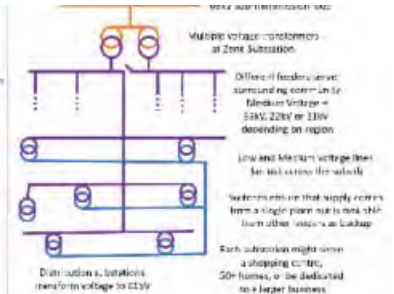 Multiple voltage transformers
at Zone Substation
Different feeders serve
surrounding community
Medium Voltage =
33kV, 22kV or 11kV
depending on region
Low and Medium voltage lines
fan out across the suburb
Switches ensure that supply comes
from a single place but is available
from other feeders as backup
Each substation might serve
a shopping centre,
50+ homes, or be dedicated
to a larger business
Distribution substations
transform voltage to